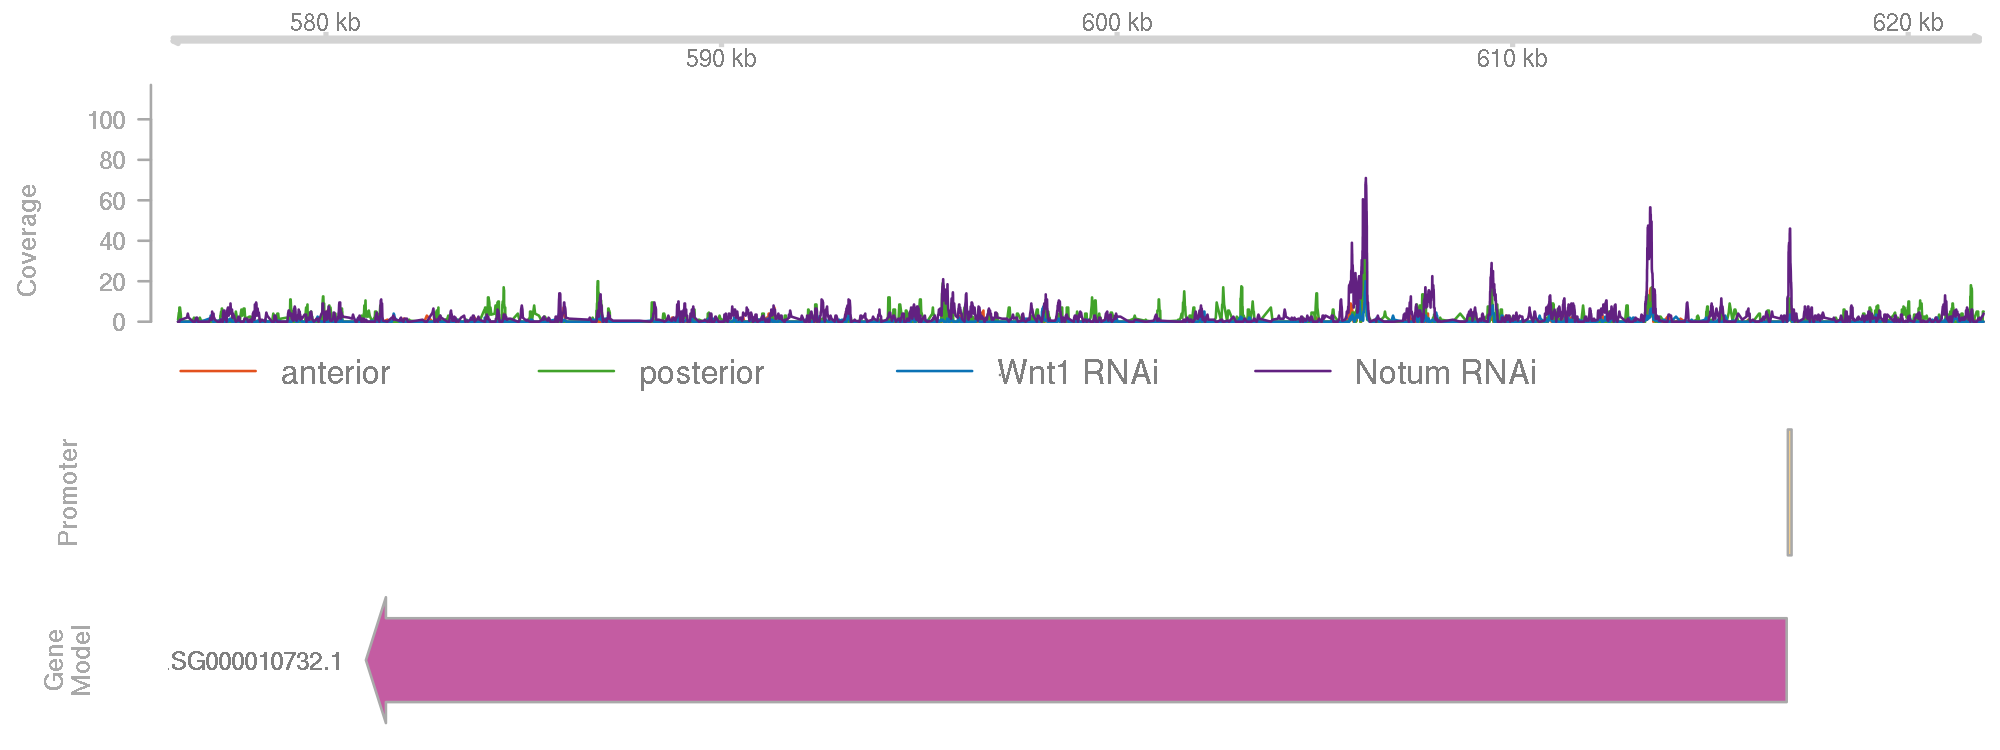 580 kb
600 kb
620 kb
590 kb
610 kb
Coverage
100
80
60
40
20
0
anterior
posterior
Wnt1 RNAi
Notum RNAi
Promoter
Gene
Model
.SG000010732.1